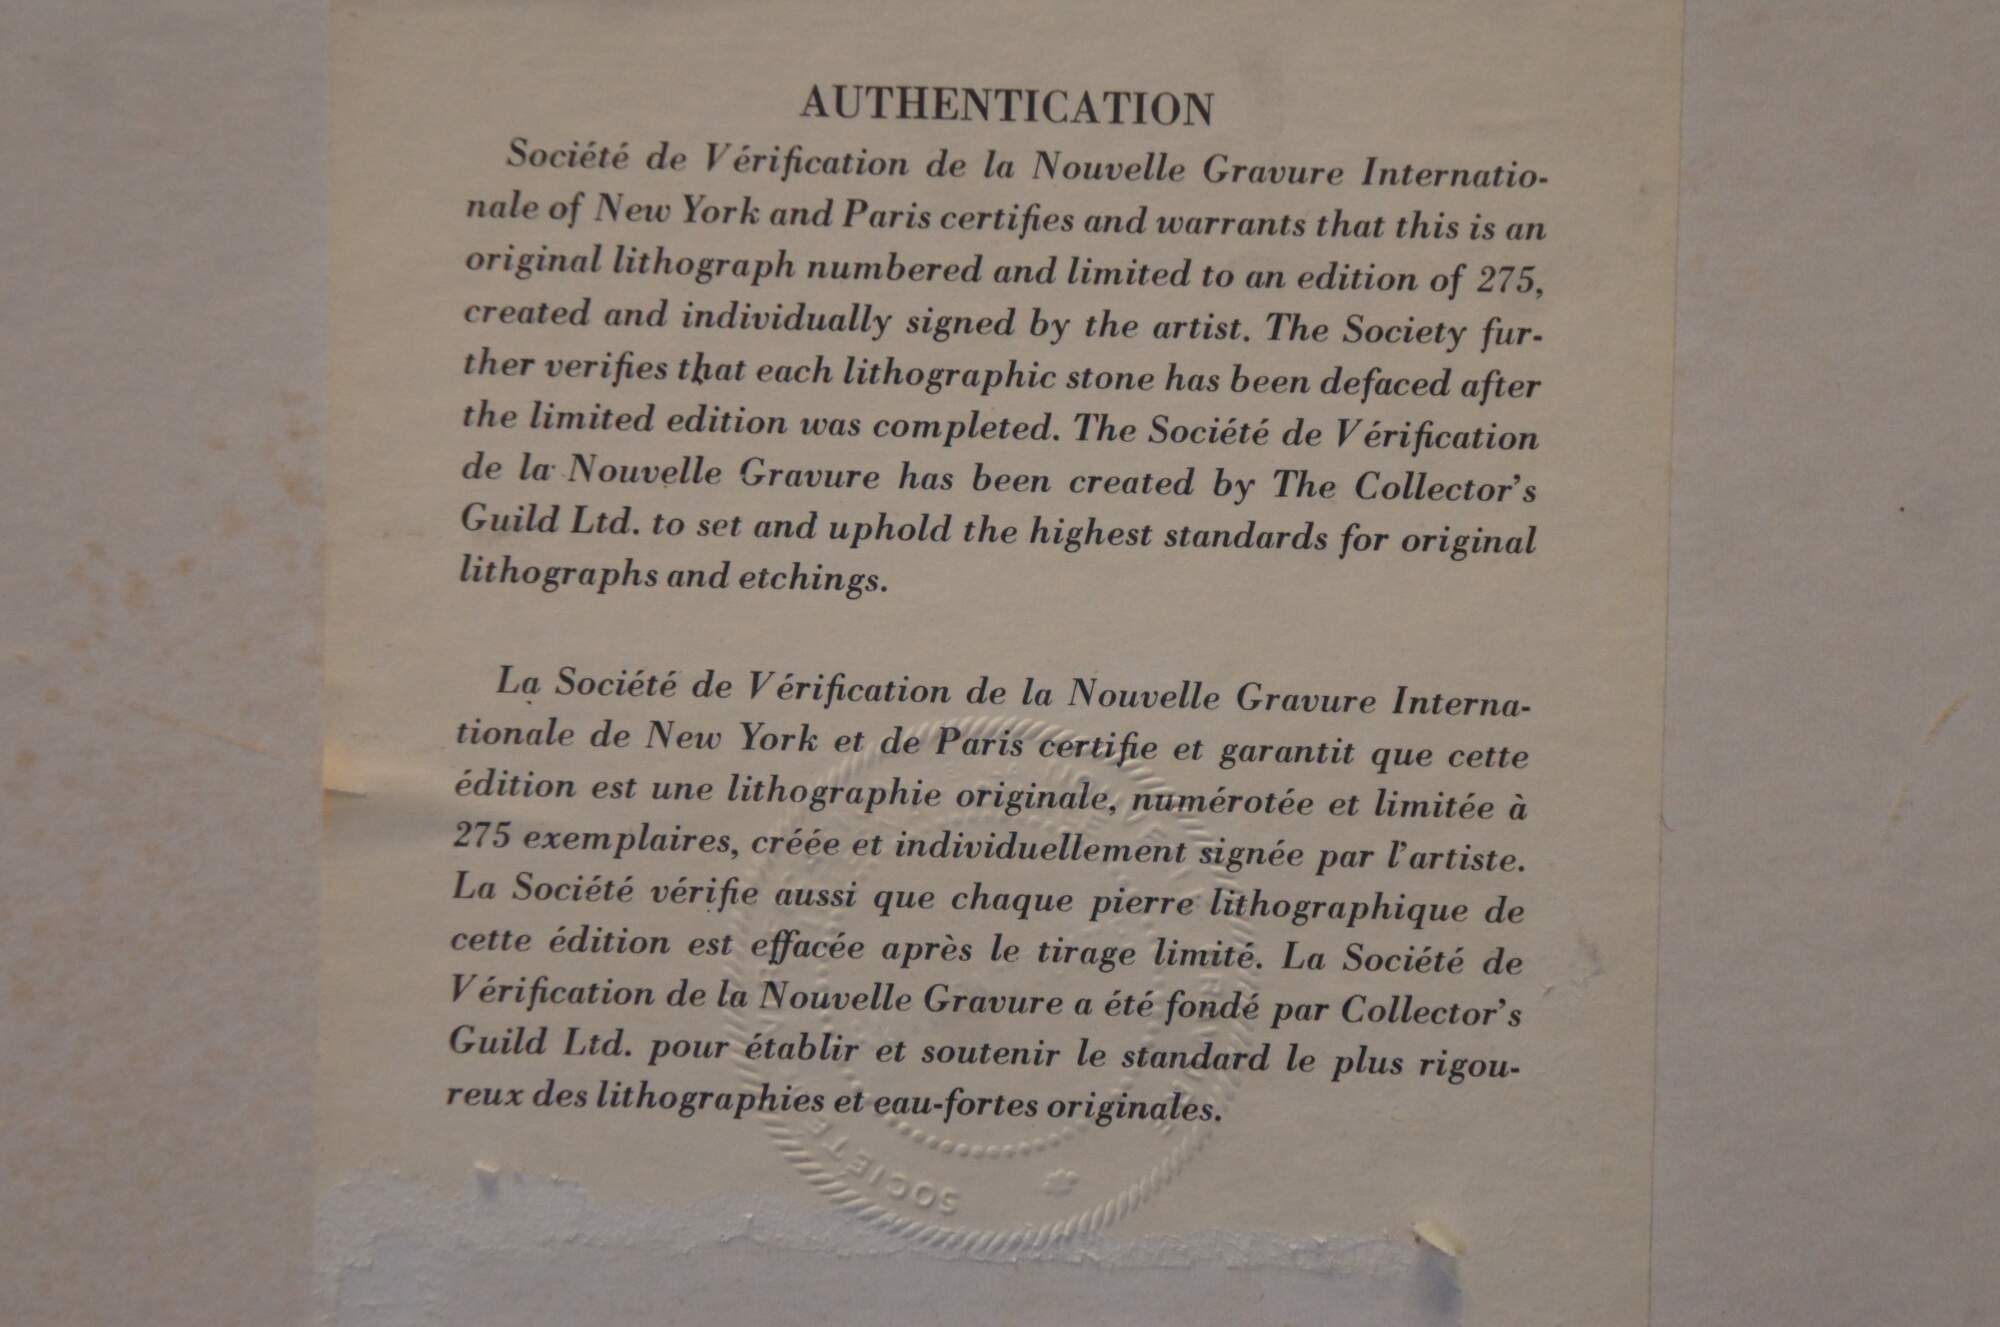 AUTHENTICATION
Société de Vérification de la Nouvelle Gravure Internatio-
nale of New York and Paris certifies and warrants that this is an
original lithograph numbered and limited to an edition of 275,
created and individually signed by the artist. The Society fur-
ther verifies that each lithographic stone has been defaced after
the limited edition was completed. The Société de Vérification
de la Nouvelle Gravure has been created by The Collector's
Guild Ltd. to set and uphold the highest standards for original
lithographs and etchings.
La Société de Vérification de la Nouvelle Gravure Interna-
tionale de New York et de Paris certifie et garantit que cette
édition est une lithographie originale, numérotée et limitée à
275 exemplaires, créée et individuellement signée par l'artiste.
La Société vérifie aussi que chaque pierre lithographique de
cette édition est effacée après le tirage limité. La Société de
Vérification de la Nouvelle Gravure a été fondé par Collector's
Guild Ltd. pour établir et soutenir le standard le plus rigou-
reux des lithographies et eau-fortes originales.
SOCIETE